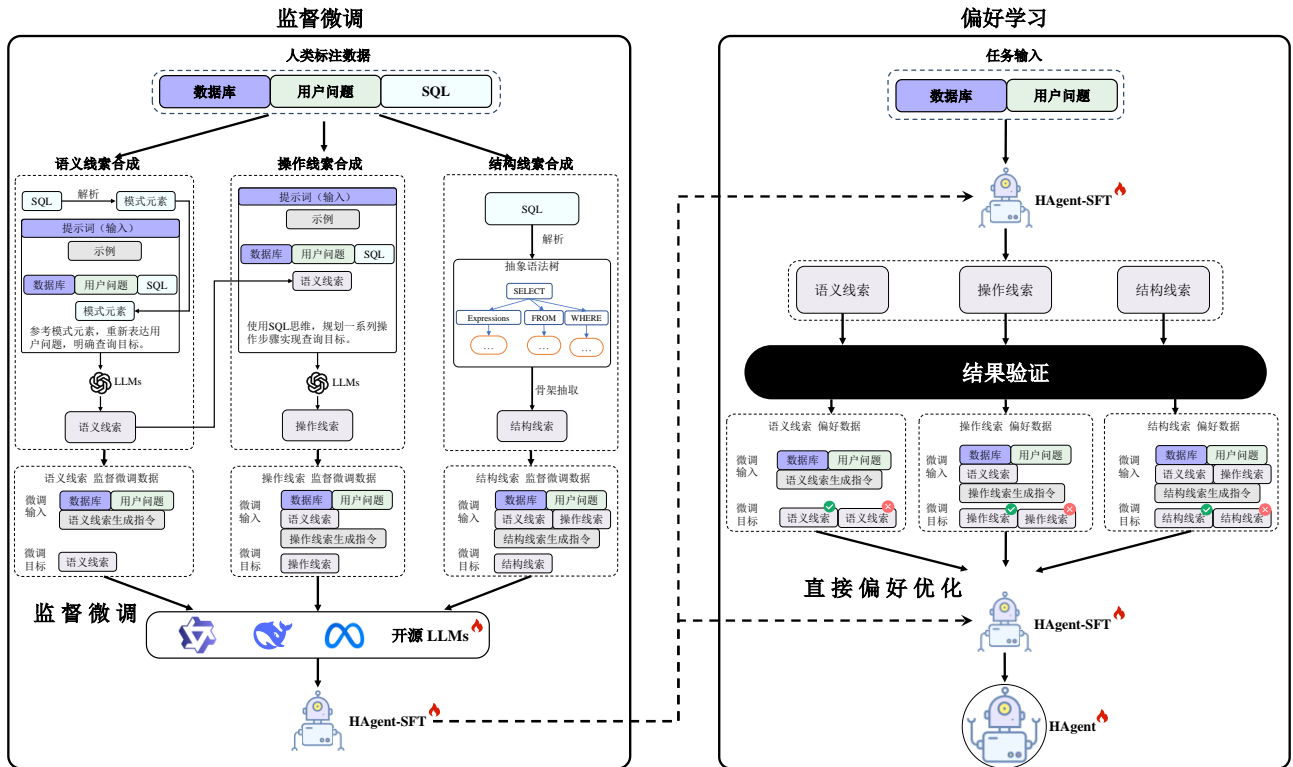 监督微调
人类标注数据
数据库 用户问题 SQL
语义线索合成
SQL 解析 模式元素
提示词（输入）
示例
数据库 用户问题 SQL
模式元素
参考模式元素，重新表达用
户问题，明确查询目标。
LLMs
语义线索
操作线索合成
提示词（输入）
示例
数据库 用户问题 SQL
语义线索
使用SQL思维，规划一系列操
作步骤实现查询目标。
LLMs
操作线索
结构线索合成
SQL
解析
抽象语法树
SELECT
Expressions FROM WHERE
… … …
骨架抽取
结构线索
语义线索 监督微调数据
微调
输入
数据库 用户问题
语义线索生成指令
微调
目标
语义线索
操作线索 监督微调数据
数据库 用户问题
语义线索
操作线索生成指令
操作线索
结构线索 监督微调数据
微调
输入
数据库 用户问题
语义线索 操作线索
结构线索生成指令
微调
目标
结构线索
监督微调
开源 LLMs
HAgent-SFT
偏好学习
任务输入
数据库 用户问题
HAgent-SFT
语义线索 操作线索 结构线索
结果验证
语义线索 偏好数据
微调
输入
数据库 用户问题
语义线索生成指令
微调
目标
语义线索 语义线索
操作线索 偏好数据
数据库 用户问题
语义线索
操作线索生成指令
操作线索 操作线索
结构线索 偏好数据
微调
输入
数据库 用户问题
语义线索 操作线索
结构线索生成指令
微调
目标
结构线索 结构线索
直接偏好优化
HAgent-SFT
HAgent